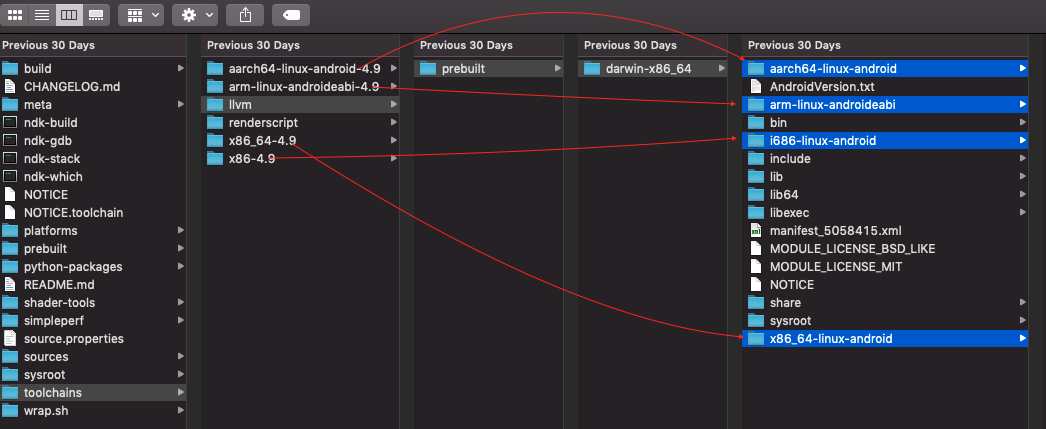 Previous 30 Days
build
CHANGELOG.md
meta
ndk-build
ndk-gdb
ndk-stack
ndk-which
NOTICE
NOTICE.toolchain
platforms
prebuilt
python-packages
README.md
shader-tools
simpleperf
source.properties
sources
sysroot
toolchains
wrap.sh
Previous 30 Days
aarch64-linux-android-4.9
arm-linux-androideabi-4.9
llvm
renderscript
x86_64-4.9
x86-4.9
Previous 30 Days
prebuilt
Previous 30 Days
darwin-x86_64
Previous 30 Days
aarch64-linux-android
AndroidVersion.txt
arm-linux-androideabi
bin
i686-linux-android
include
lib
lib64
libexec
manifest_5058415.xml
MODULE_LICENSE_BSD_LIKE
MODULE_LICENSE_MIT
NOTICE
share
sysroot
x86_64-linux-android